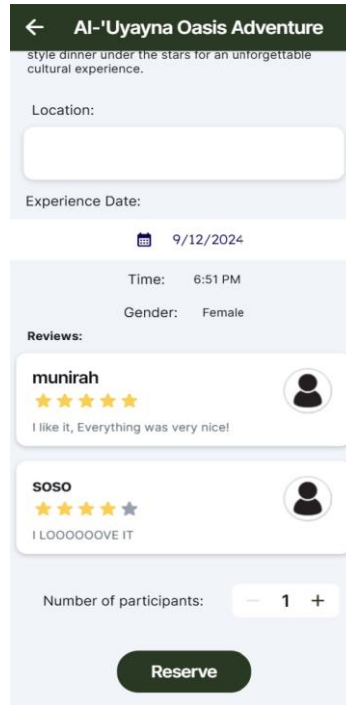 Al-'Uyayna Oasis Adventure
style dinner under the stars for an unforgettable
cultural experience.
Location:
Experience Date:
9/12/2024
Time: 6:51 PM
Gender: Female
Reviews:
munirah
I like it, Everything was very nice!
soso
I LOOOOOOVE IT
Number of participants: − 1 +
Reserve